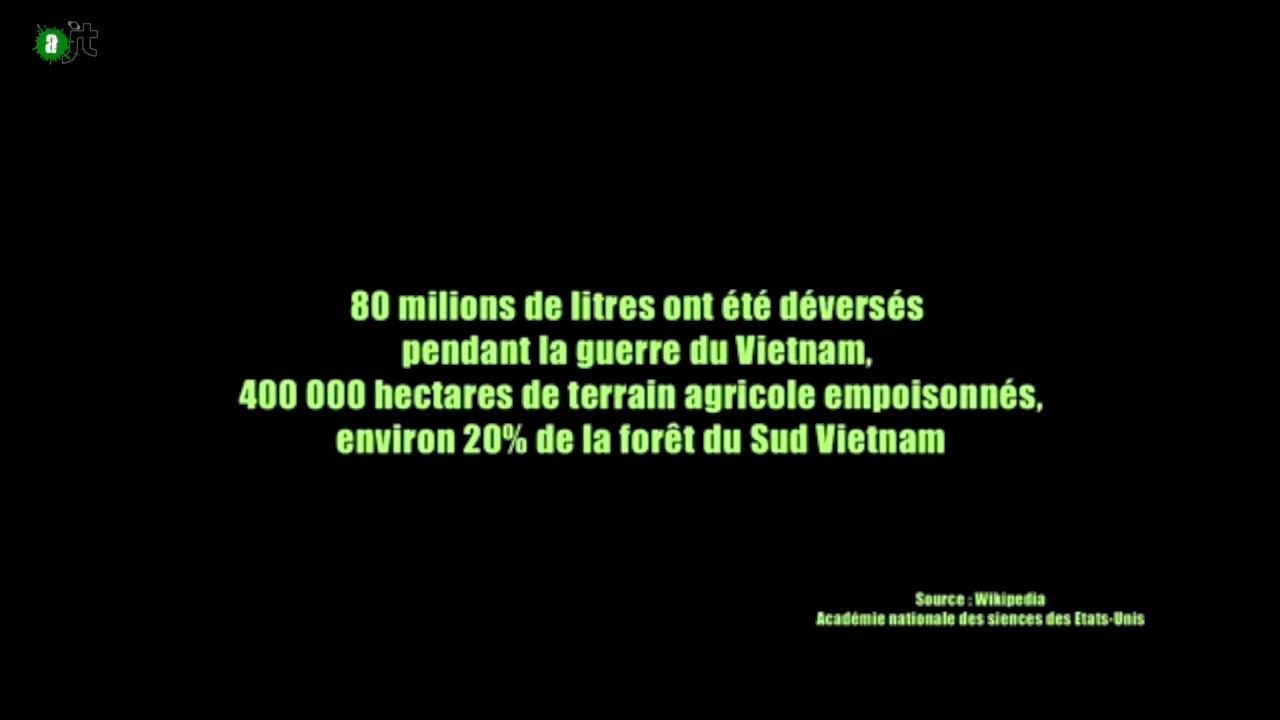 a jt
80 milions de litres ont été déversés
pendant la guerre du Vietnam,
400 000 hectares de terrain agricole empoisonnés,
environ 20% de la forêt du Sud Vietnam
Source : Wikipedia
Académie nationale des siences des Etats-Unis